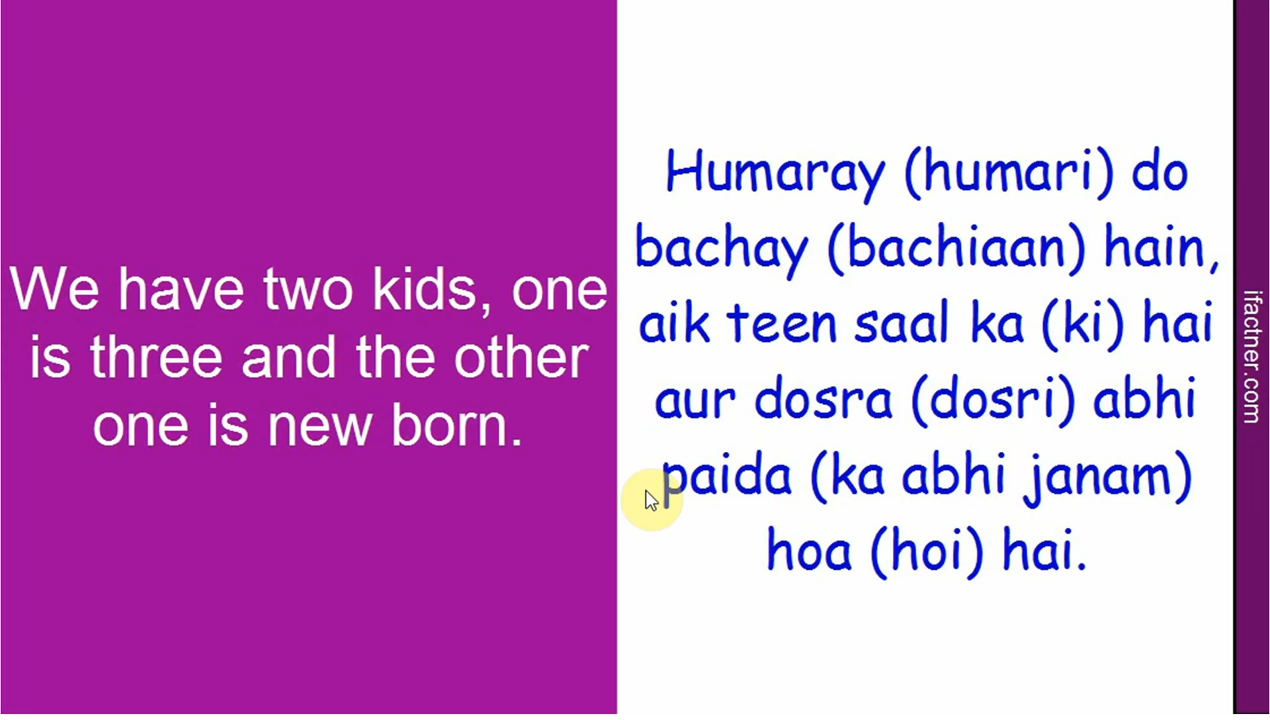 We have two kids, one
is three and the other
one is new born.
Humaray (humari) do
bachay (bachiaan) hain,
aik teen saal ka (ki) hai
aur dosra (dosri) abhi
paida (ka abhi janam)
hoa (hoi) hai.
ifactner.com